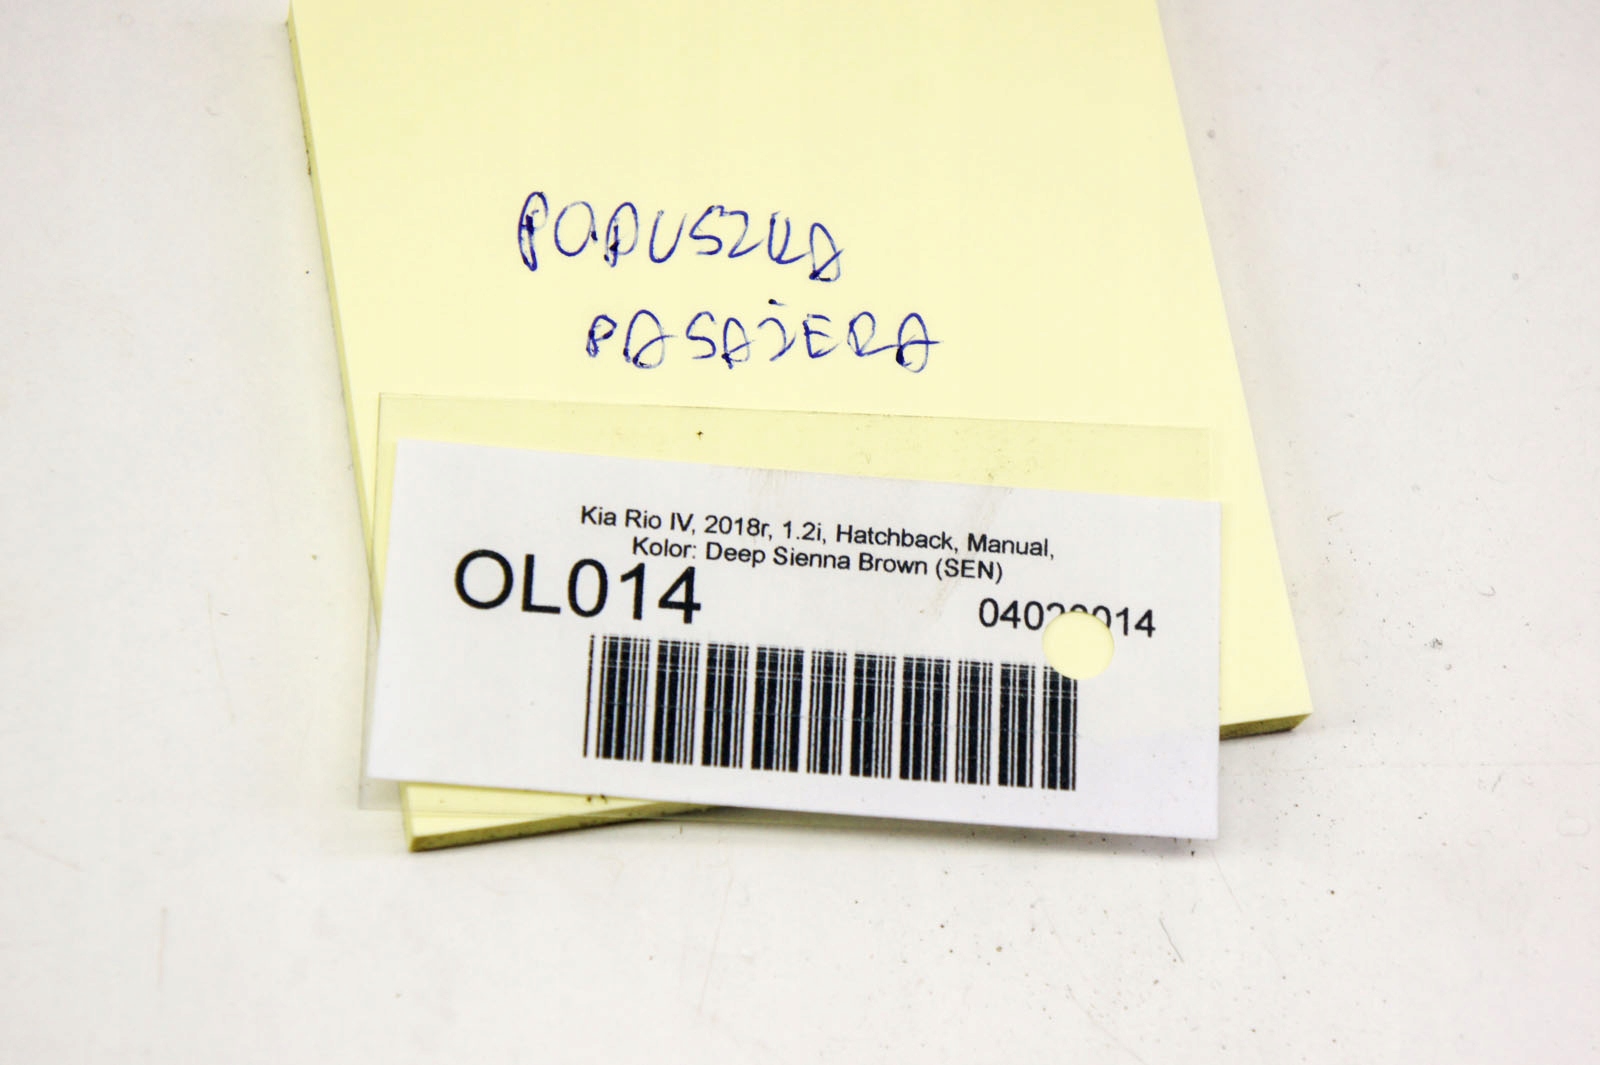 PODUSZKA
PASAŻERA
Kia Rio IV, 2018r, 1.2i, Hatchback, Manual,
Kolor: Deep Sienna Brown (SEN)
OL014